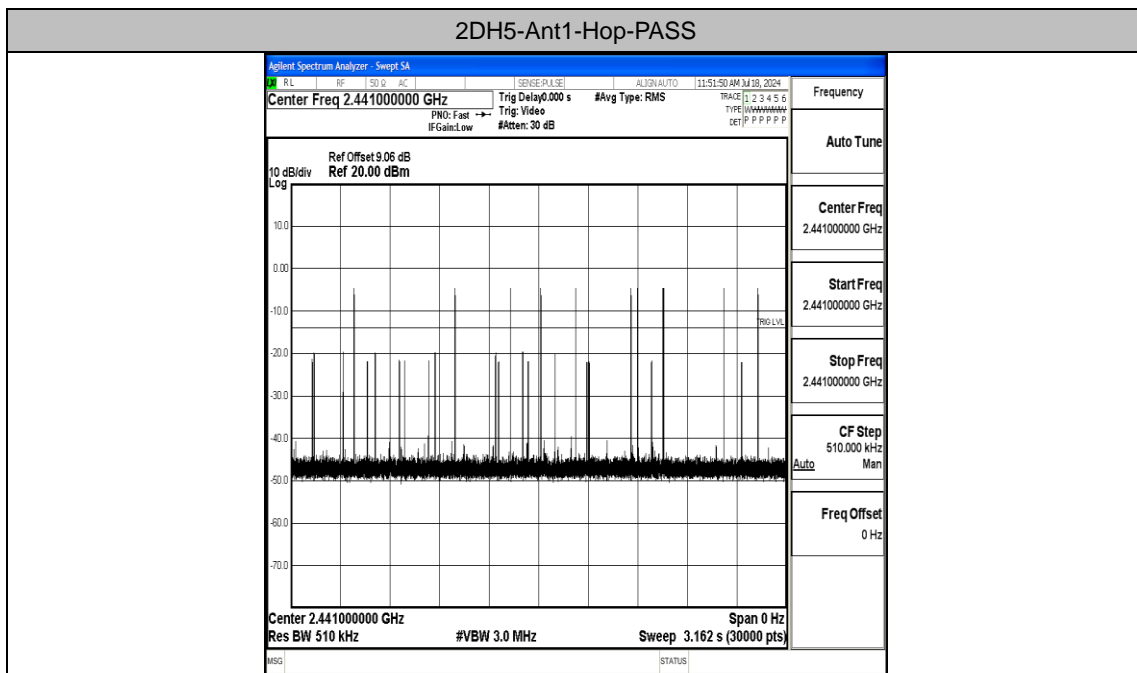 2DH5-Ant1-Hop-PASS
Agilent Spectrum Analyzer - Swept SA
RL RF 50 Ω AC SENSE:PULSE ALIGN AUTO 11:51:50 AM Jul 18, 2024
Center Freq 2.441000000 GHz
PNO: Fast
IFGain:Low
Trig Delay0.000 s
Trig: Video
#Atten: 30 dB
#Avg Type: RMS
TRACE 1 2 3 4 5 6
TYPE
DET P P P P P P
Ref Offset 9.06 dB
10 dB/div Ref 20.00 dBm
Log
10.0
0.00
-10.0
TRIG LVL
-20.0
-30.0
-40.0
-50.0
-60.0
-70.0
Center 2.441000000 GHz Span 0 Hz
Res BW 510 kHz #VBW 3.0 MHz Sweep 3.162 s (30000 pts)
MSG STATUS
Frequency
Auto Tune
Center Freq
2.441000000 GHz
Start Freq
2.441000000 GHz
Stop Freq
2.441000000 GHz
CF Step
510.000 kHz
Auto Man
Freq Offset
0 Hz